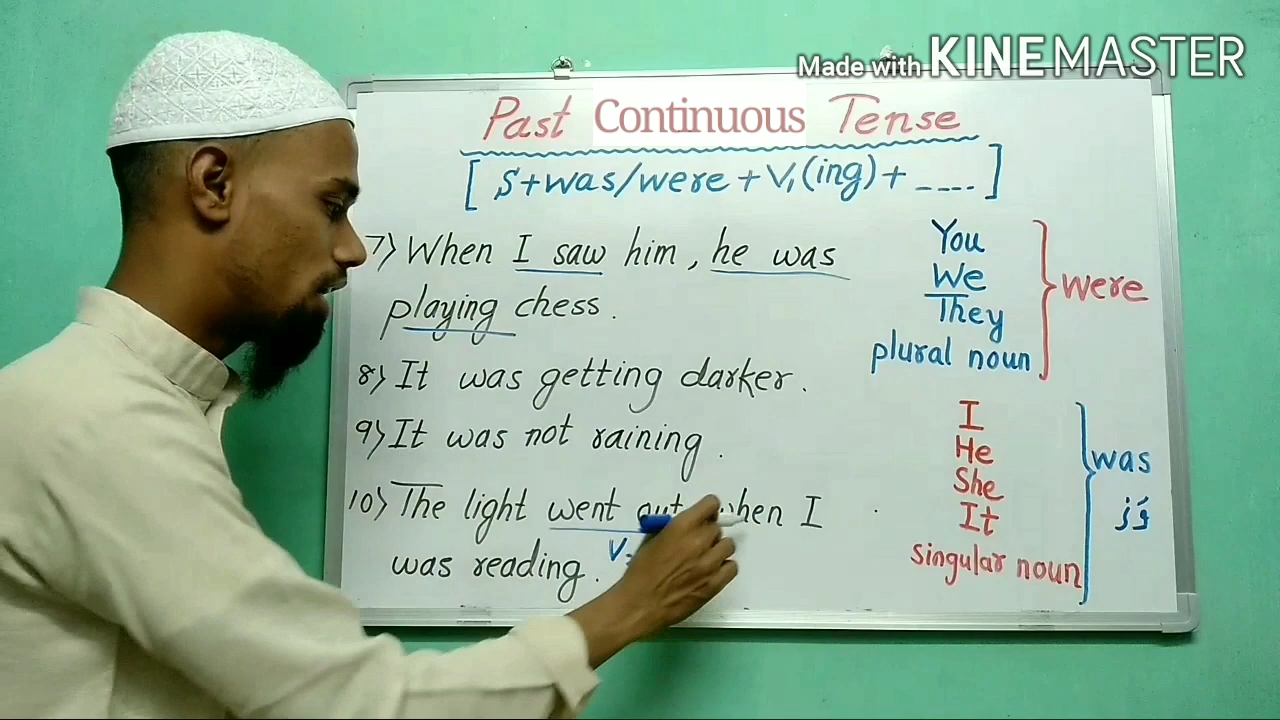 Made with KINEMASTER
Past Continuous Tense
[ S+was/were + V₁(ing) + ---- ]
7) When I saw him, he was
playing chess.
8) It was getting darker.
9) It was not raining.
10) The light went out when I
was reading.
V
You
We
They
plural noun
were
I
He
She
It
singular noun
was